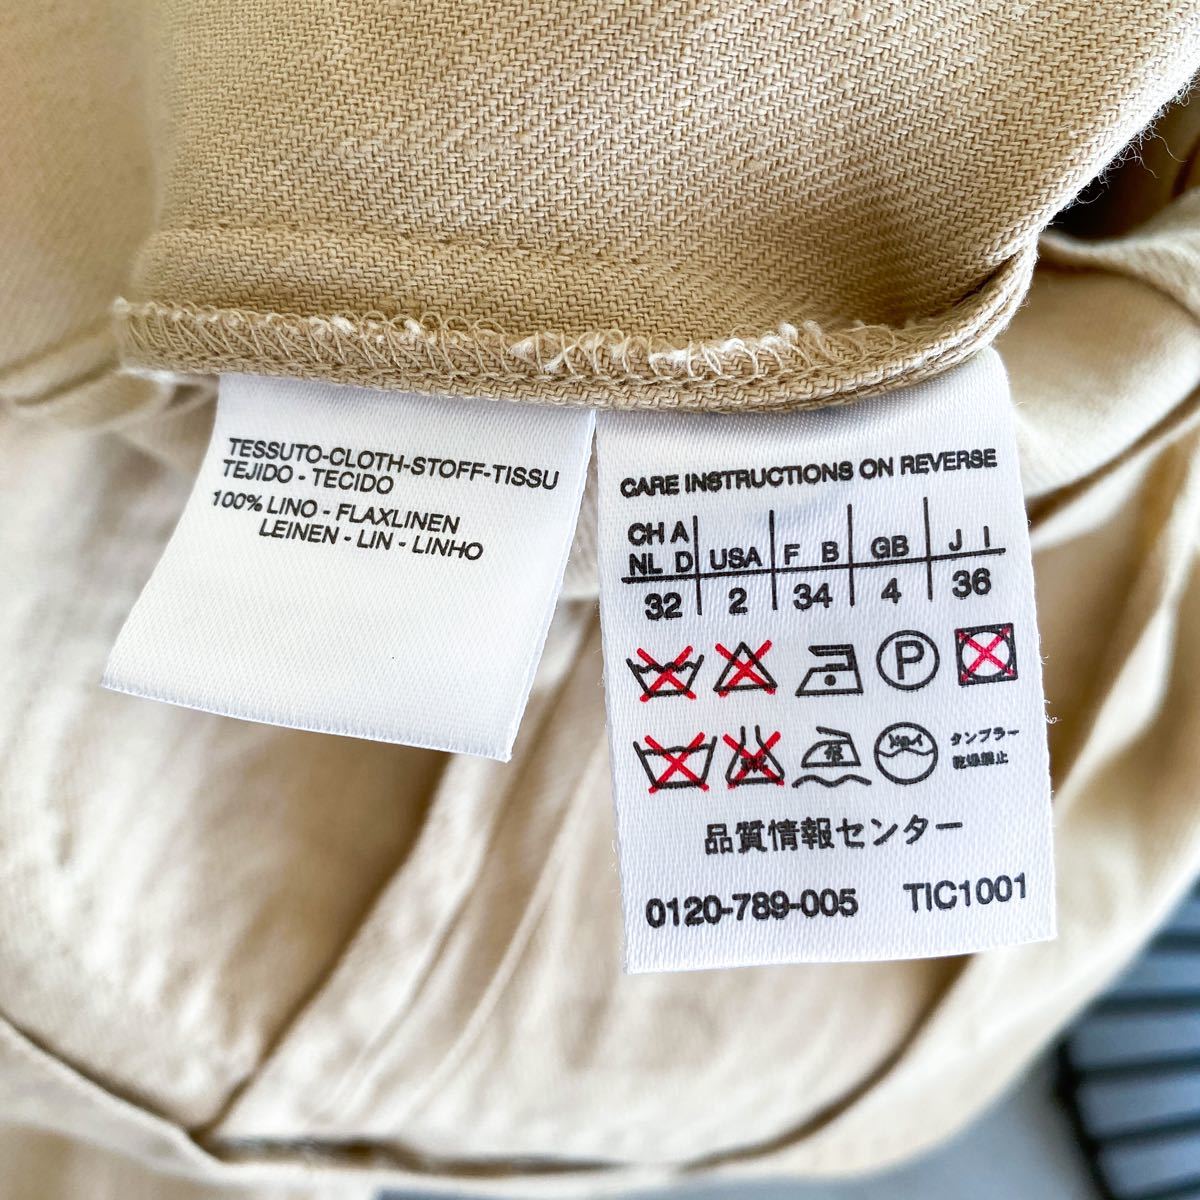 TESSUTO-CLOTH-STOFF-TISSU
TEJIDO - TECIDO
100% LINO - FLAXLINEN
LEINEN - LIN - LINHO
CARE INSTRUCTIONS ON REVERSE
CH A
NL D USA F B GB J I
32 2 34 4 36
P
タンブラー
乾燥禁止
品質情報センター
0120-789-005 TIC1001